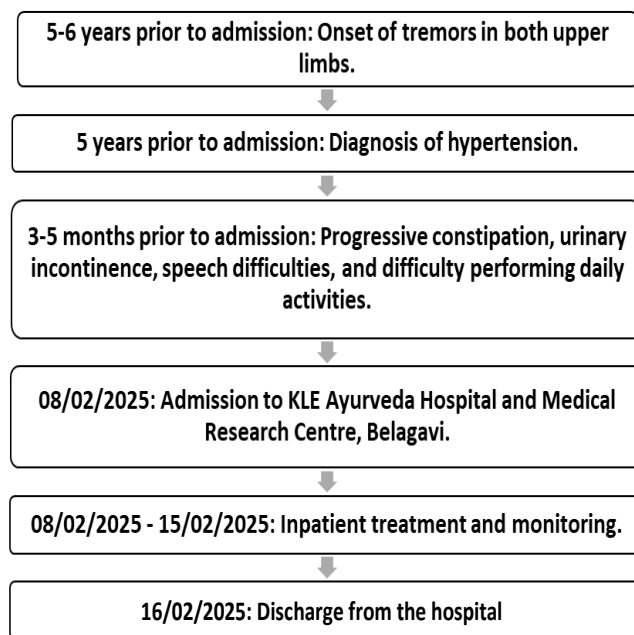 5-6 years prior to admission: Onset of tremors in both upper
limbs.
5 years prior to admission: Diagnosis of hypertension.
3-5 months prior to admission: Progressive constipation, urinary
incontinence, speech difficulties, and difficulty performing daily
activities.
08/02/2025: Admission to KLE Ayurveda Hospital and Medical
Research Centre, Belagavi.
08/02/2025 - 15/02/2025: Inpatient treatment and monitoring.
16/02/2025: Discharge from the hospital